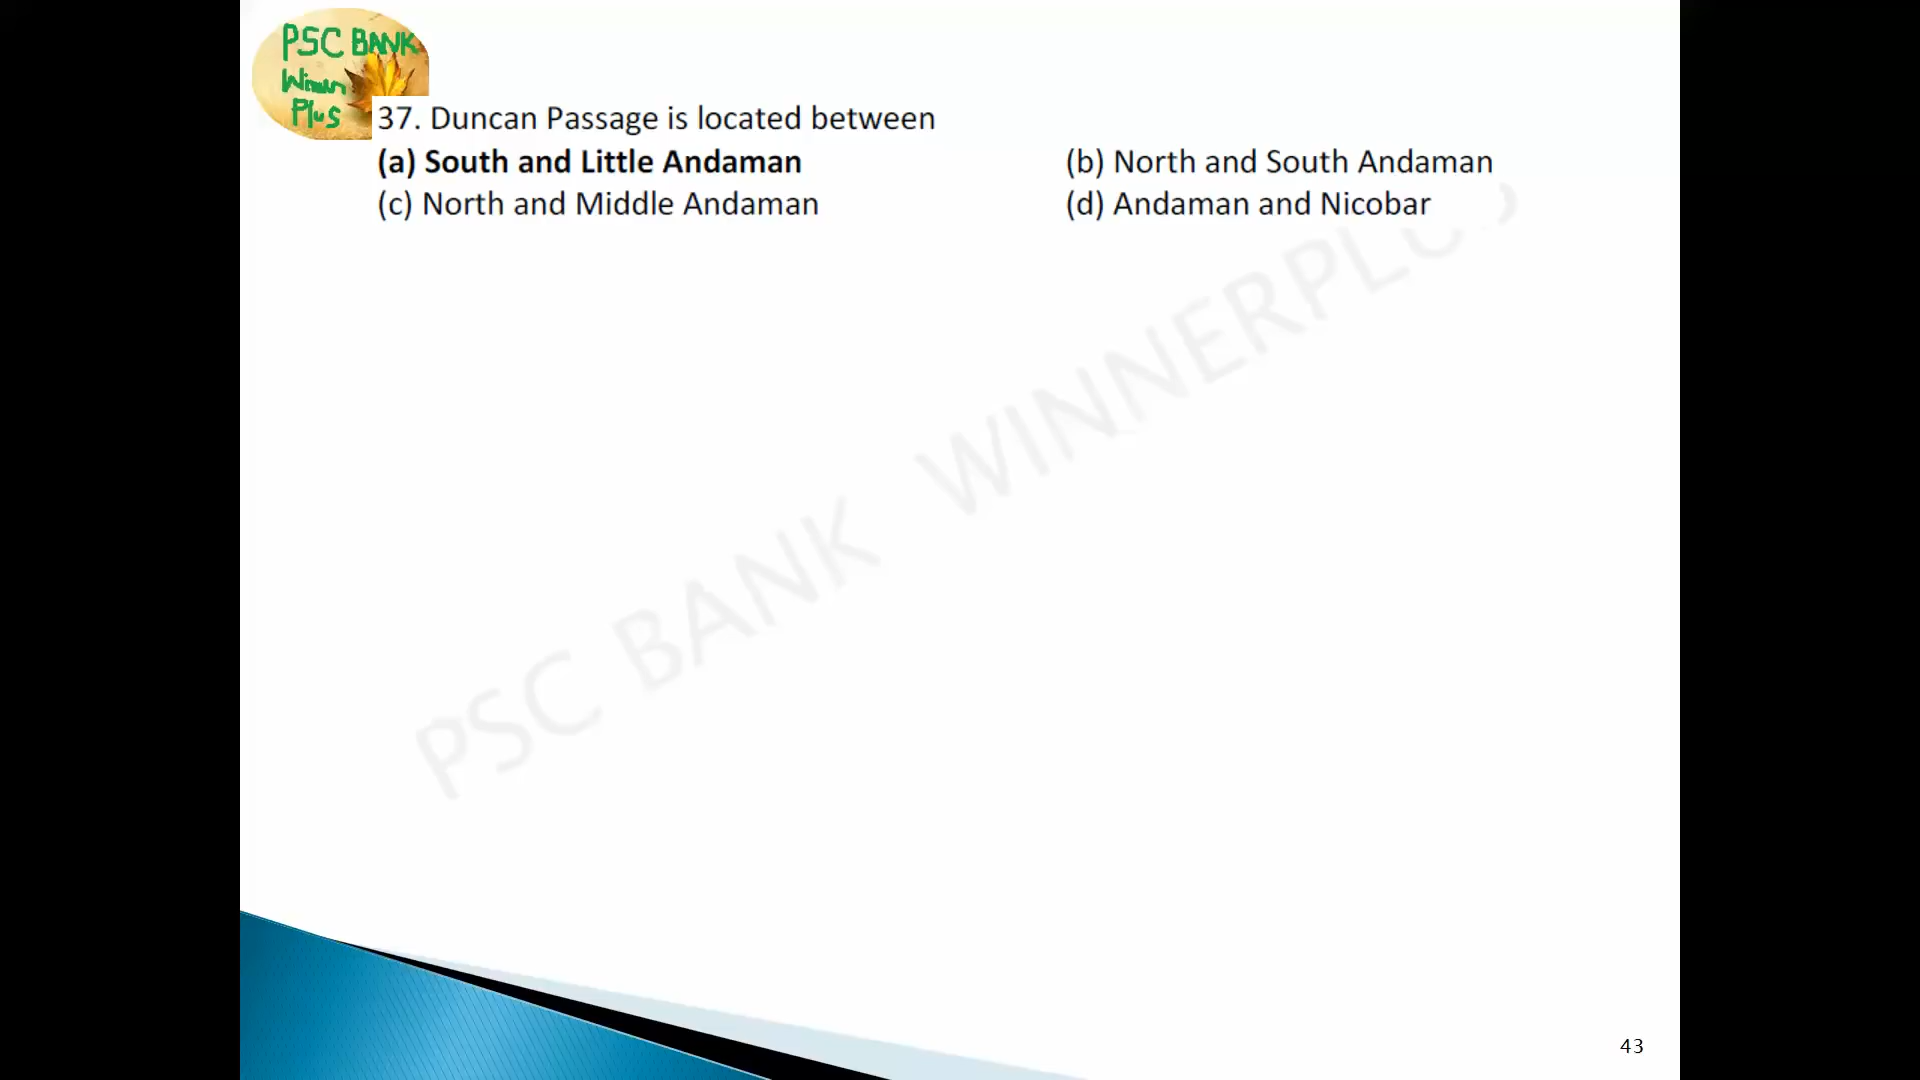 PSC BANK
Winner
Plus
37. Duncan Passage is located between
(a) South and Little Andaman (b) North and South Andaman
(c) North and Middle Andaman (d) Andaman and Nicobar
PSC BANK WINNERPLUS
43